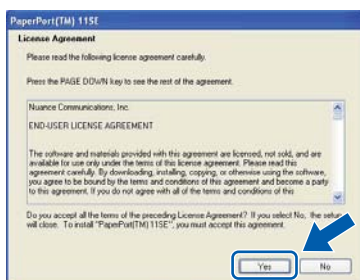 PaperPort(TM) 11SE
License Agreement
Please read the following license agreement carefully.
Press the PAGE DOWN key to see the rest of the agreement.
Nuance Communications, Inc.
END-USER LICENSE AGREEMENT
The software and materials provided with this agreement are licensed, not sold, and are
available for use only under the terms of this license agreement. Please read this
agreement carefully. By downloading, installing, copying, or otherwise using the software,
you agree to be bound by the terms and conditions of this agreement and become a party
to this agreement. If you do not agree with all of the terms and conditions of this
Do you accept all the terms of the preceding License Agreement? If you select No, the setup
will close. To install "PaperPort(TM) 11SE", you must accept this agreement.
Yes
No